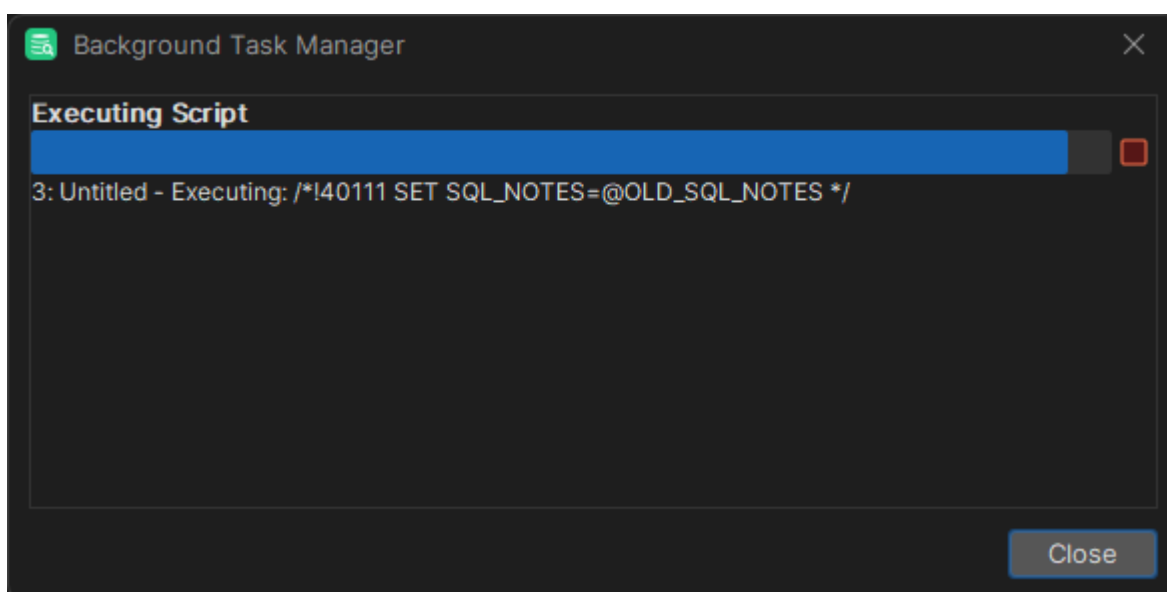 Background Task Manager
Executing Script
3: Untitled - Executing: /*!40111 SET SQL_NOTES=@OLD_SQL_NOTES */
Close